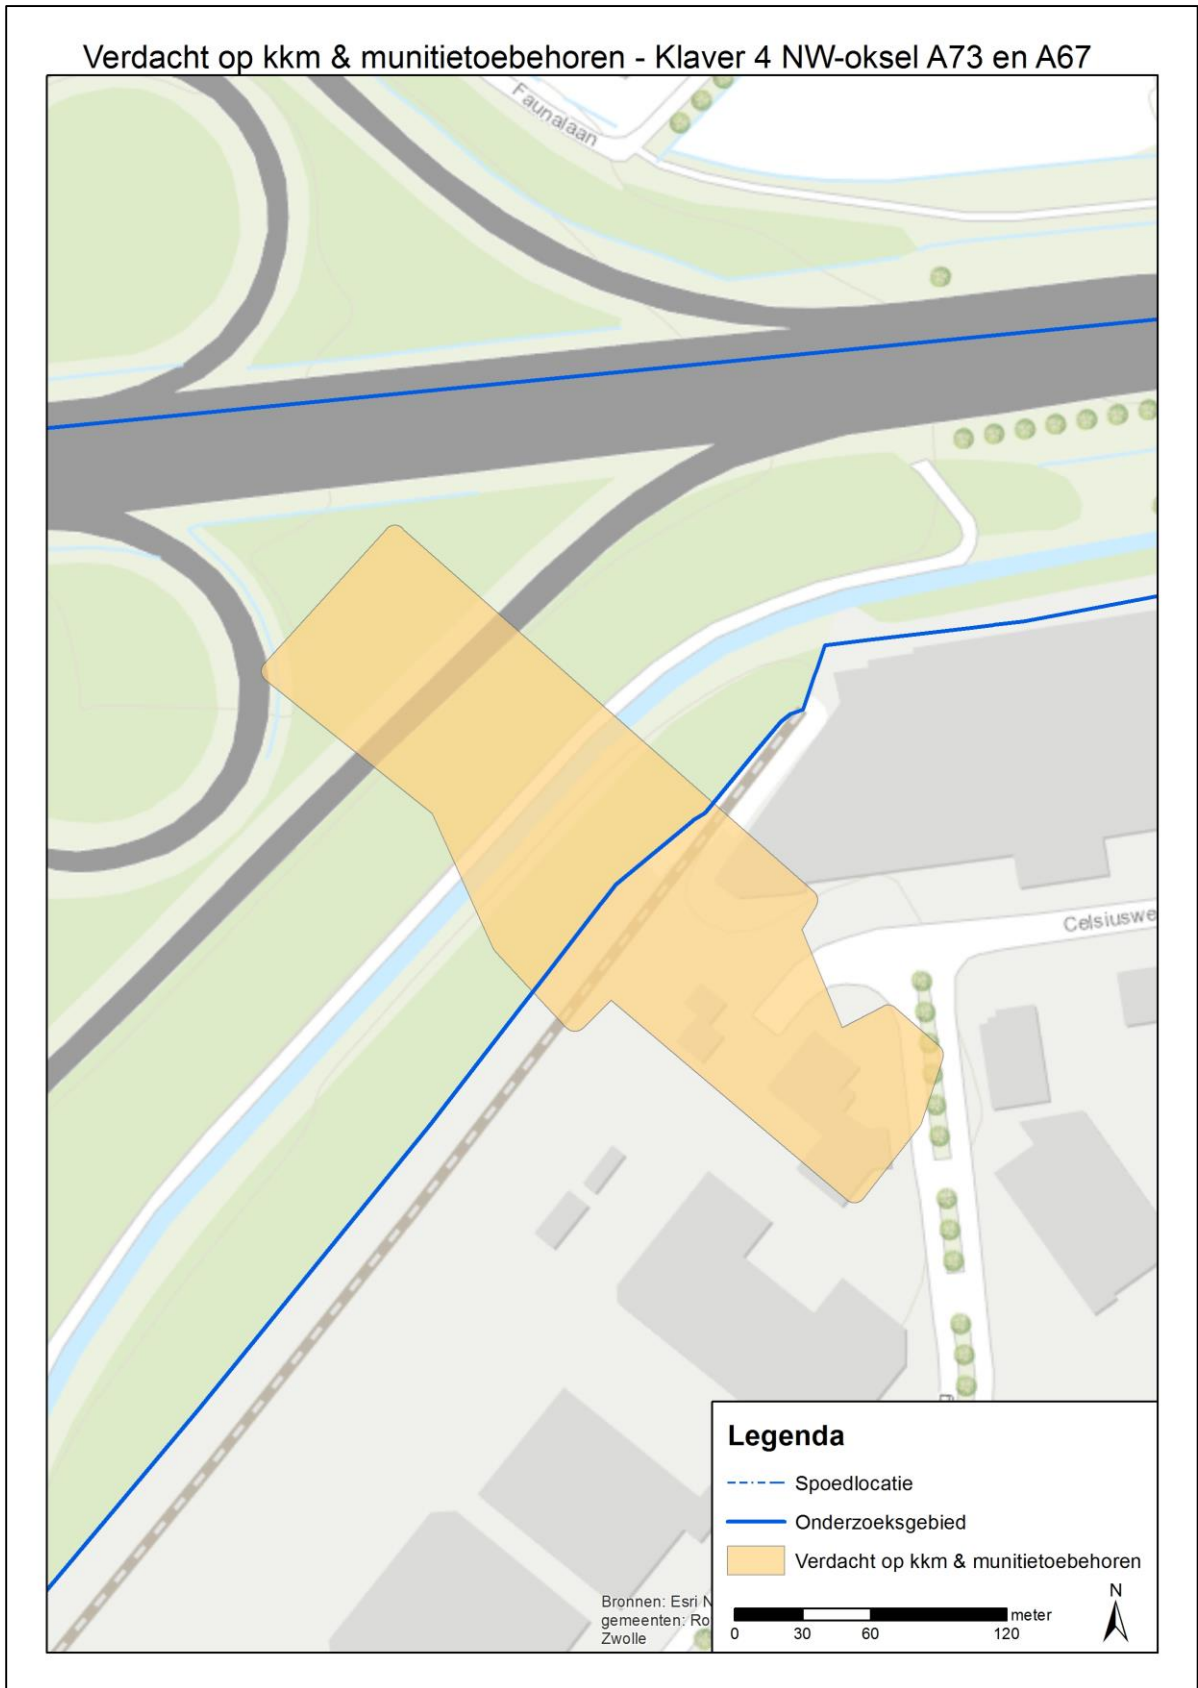 Verdacht op kkm & munitietoebehoren - Klaver 4 NW-oksel A73 en A67
Faunalaan
Celsiuswe
Legenda
Spoedlocatie
Onderzoeksgebied
Verdacht op kkm & munitietoebehoren
Bronnen: Esri N
gemeenten: Ro
Zwolle
N
meter
0 30 60 120